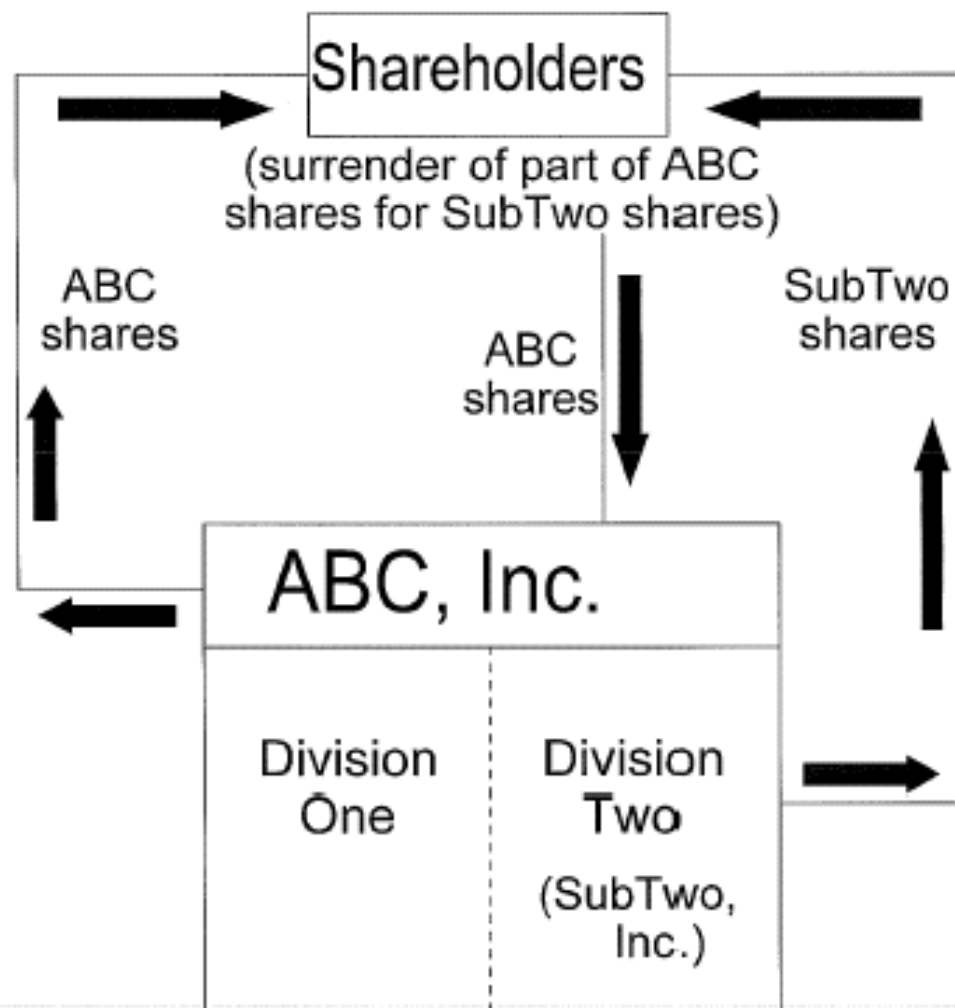 Shareholders
(surrender of part of ABC
shares for SubTwo shares)
ABC
shares
ABC
shares
SubTwo
shares
ABC, Inc.
Division
One
Division
Two
(SubTwo,
Inc.)